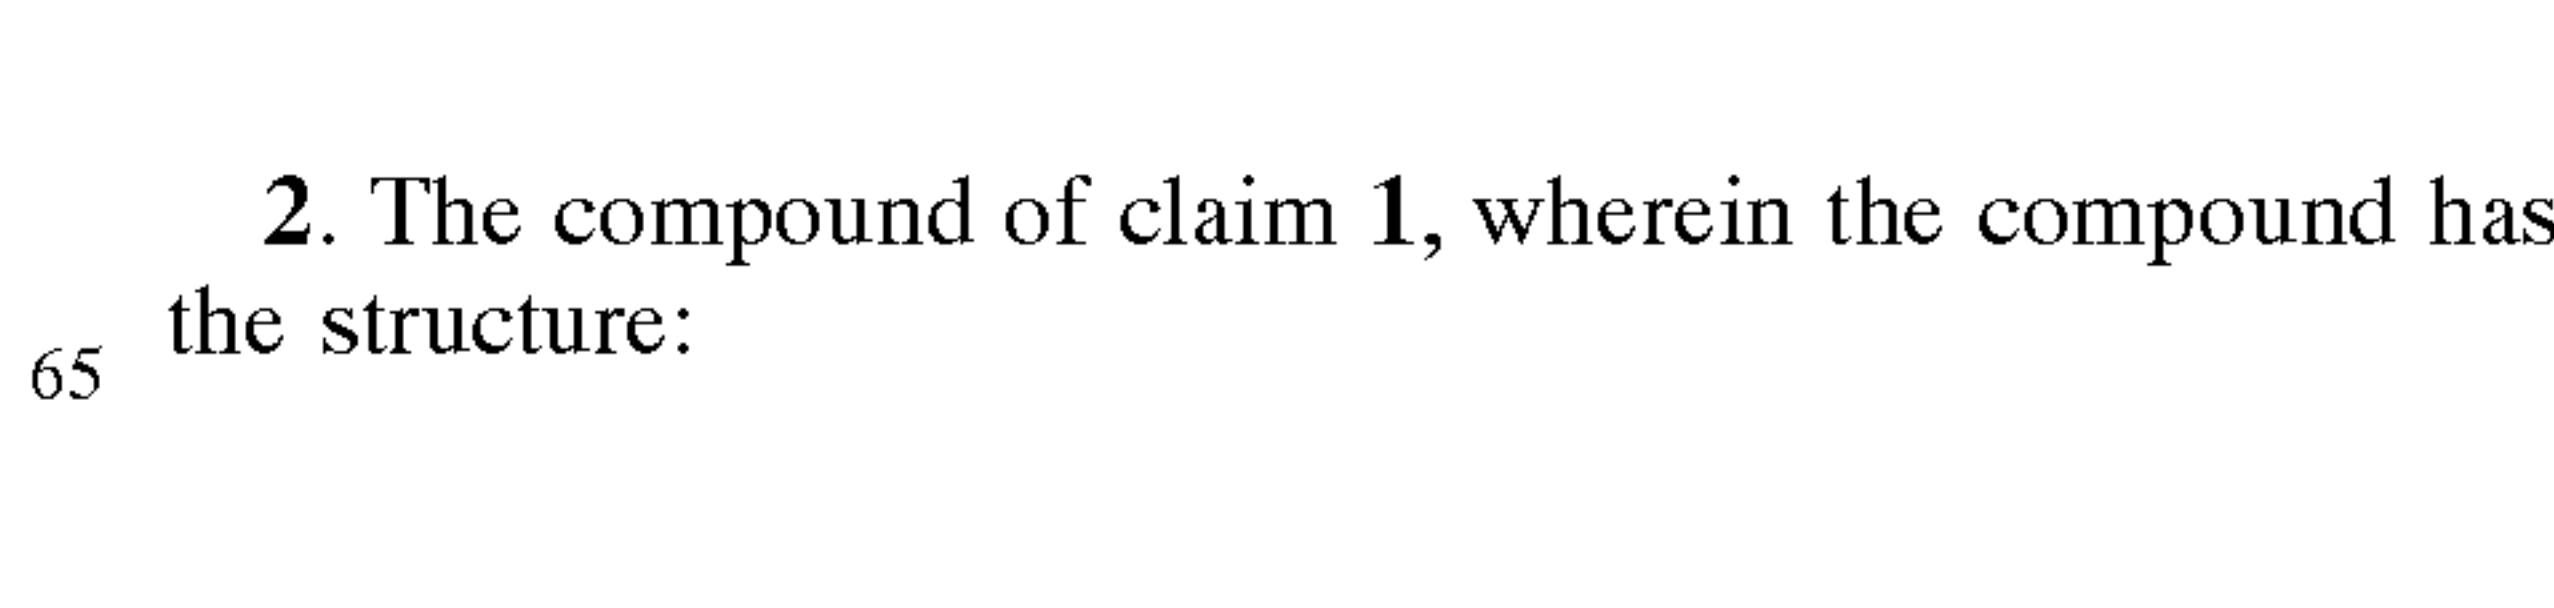 2. The compound of claim 1, wherein the compound has
the structure:
65